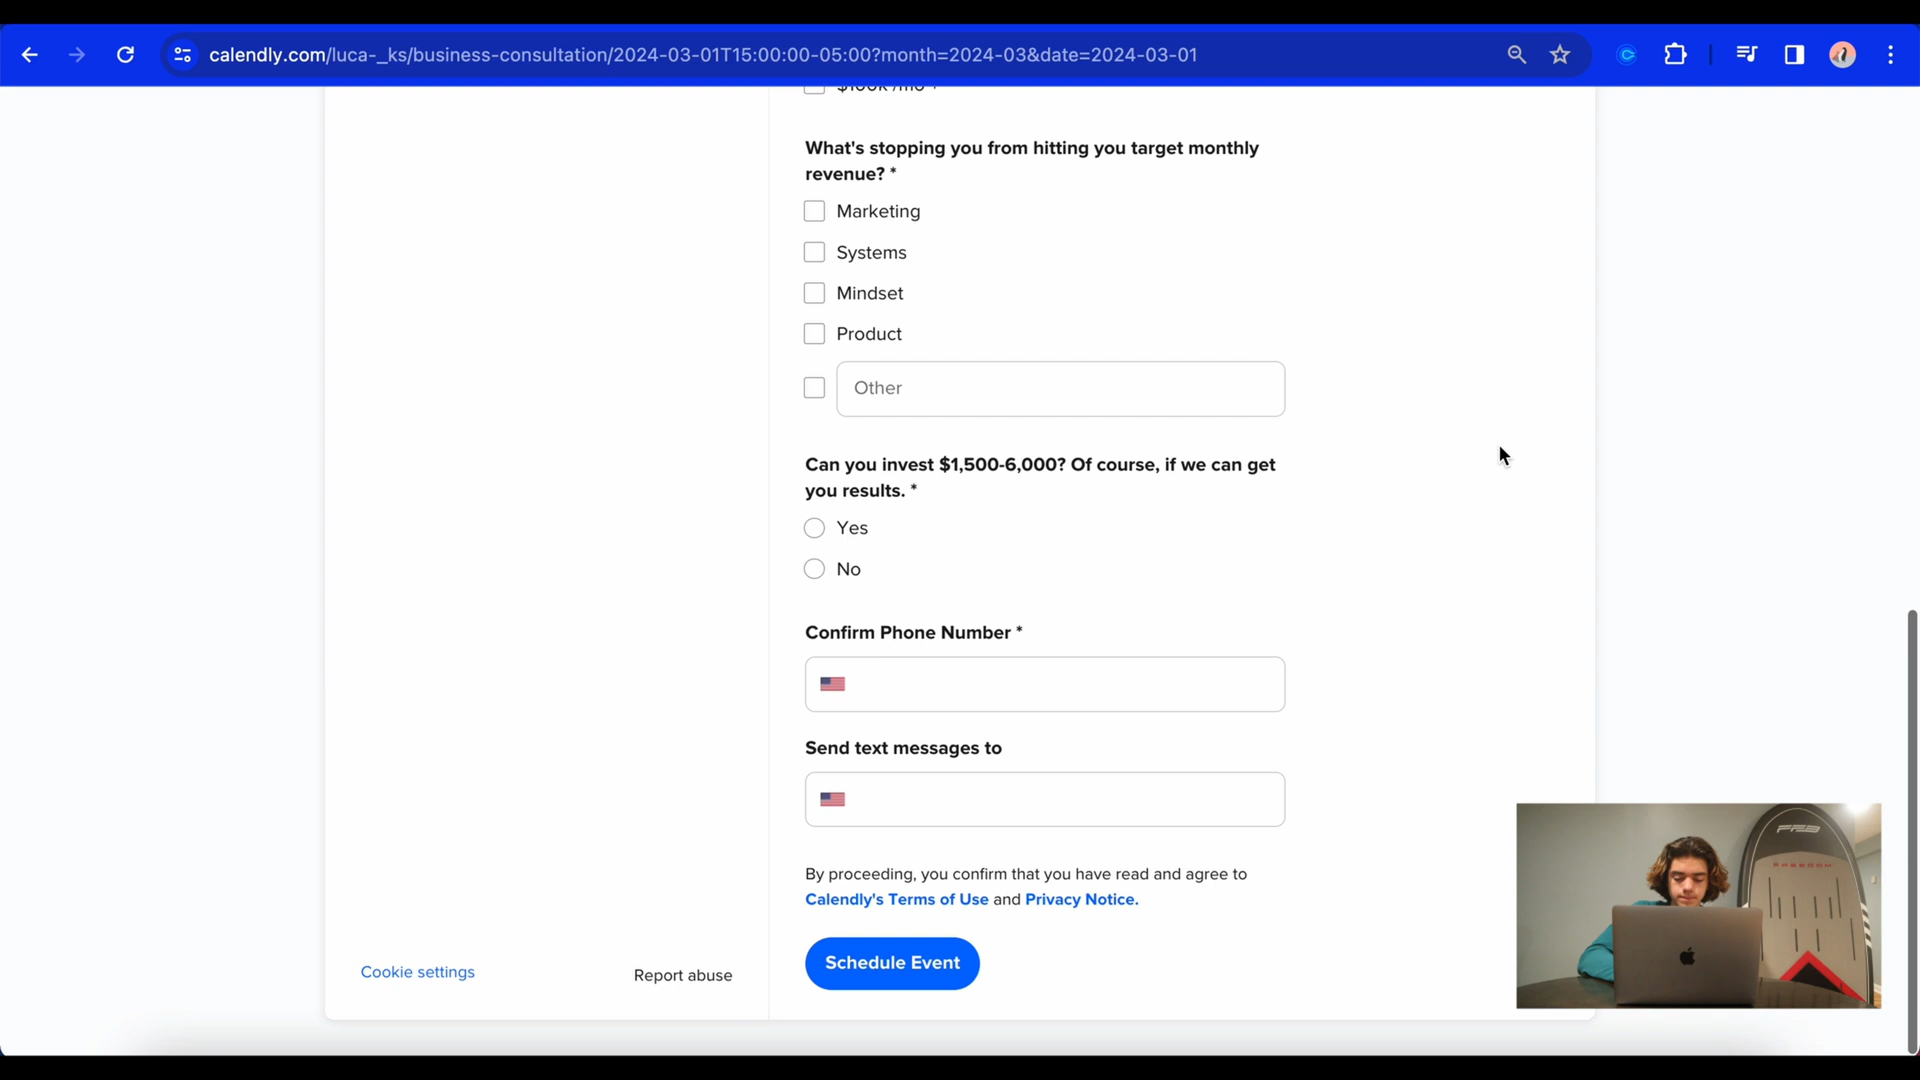 calendly.com/luca-_ks/business-consultation/2024-03-01T15:00:00-05:00?month=2024-03&date=2024-03-01
$100k /mo +
What's stopping you from hitting you target monthly
revenue? *
Marketing
Systems
Mindset
Product
Other
Can you invest $1,500-6,000? Of course, if we can get
you results. *
Yes
No
Confirm Phone Number *
Send text messages to
By proceeding, you confirm that you have read and agree to
Calendly's Terms of Use and Privacy Notice.
Schedule Event
Cookie settings
Report abuse